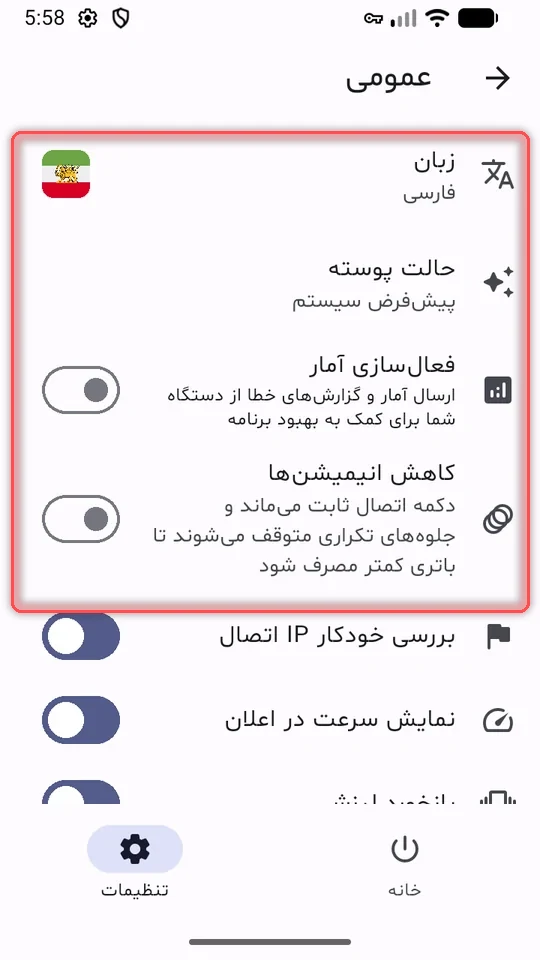 5:58
عمومی
زبان
فارسی
حالت پوسته
پیش‌فرض سیستم
فعال‌سازی آمار
ارسال آمار و گزارش‌های خطا از دستگاه
شما برای کمک به بهبود برنامه
کاهش انیمیشن‌ها
دکمه اتصال ثابت می‌ماند و
جلوه‌های تکراری متوقف می‌شوند تا
باتری کمتر مصرف شود
بررسی خودکار IP اتصال
نمایش سرعت در اعلان
بازخورد لرزش
خانه
تنظیمات